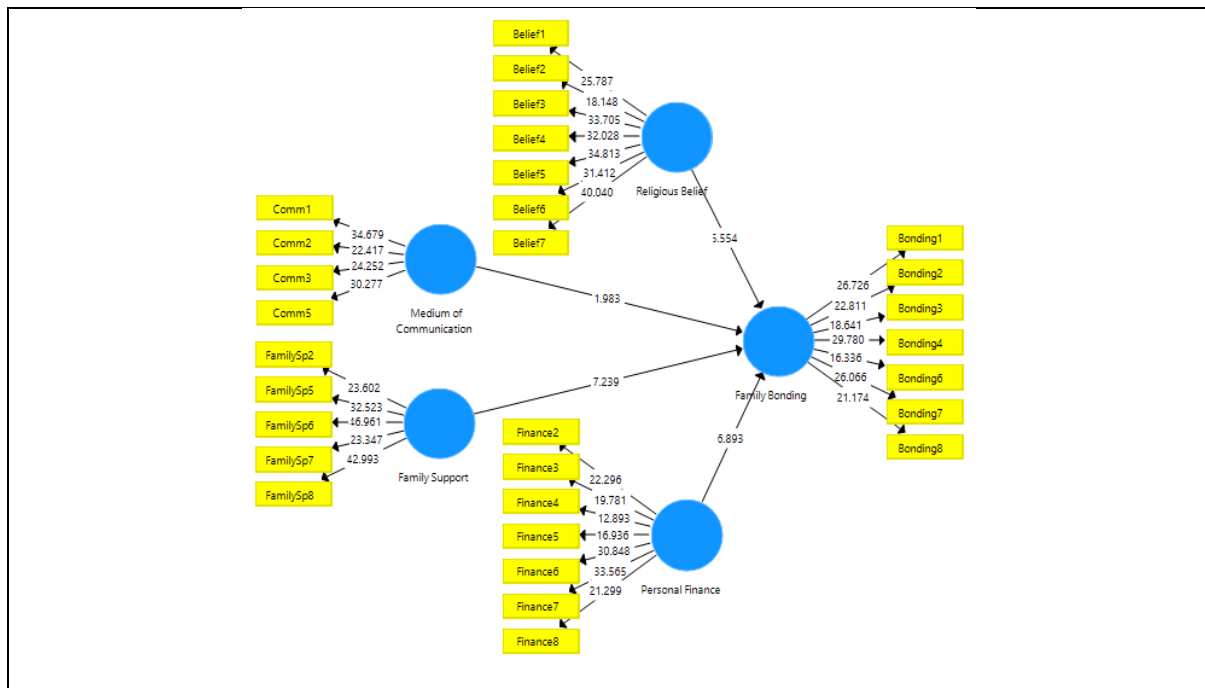 Belief1
Belief2
Belief3
Belief4
Belief5
Belief6
Belief7
25.787
18.148
33.705
32.028
34.813
31.412
40.040
Religious Belief
Comm1
Comm2
Comm3
Comm5
34.679
22.417
24.252
30.277
Medium of
Communication
FamilySp2
FamilySp5
FamilySp6
FamilySp7
FamilySp8
23.602
32.523
46.961
23.347
42.993
Family Support
Finance2
Finance3
Finance4
Finance5
Finance6
Finance7
Finance8
22.296
19.781
12.893
16.936
30.848
33.565
21.299
Personal Finance
1.983
7.239
6.893
Family Bonding
26.726
22.811
18.641
29.780
16.336
26.066
21.174
Bonding1
Bonding2
Bonding3
Bonding4
Bonding6
Bonding7
Bonding8